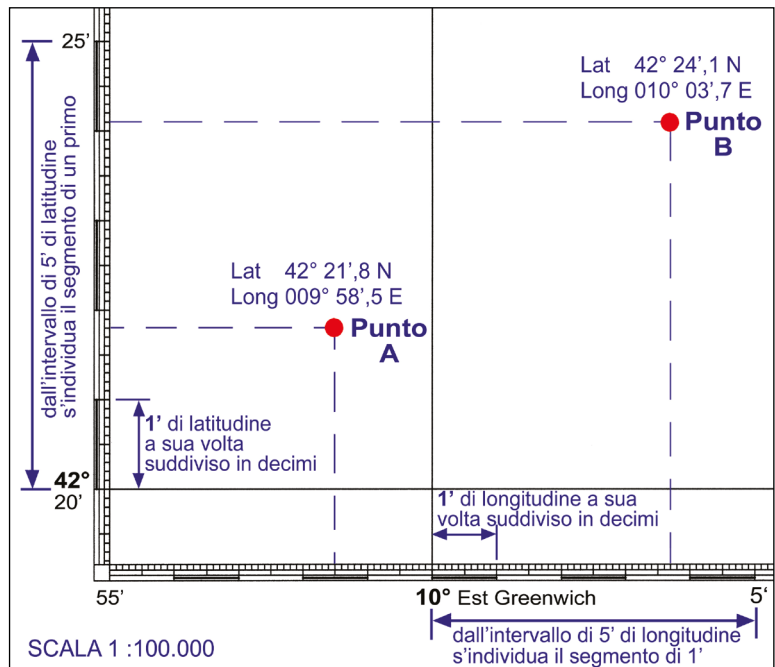 25'
Lat 42° 24',1 N
Long 010° 03',7 E
Punto
B
dall'intervallo di 5' di latitudine
s'individua il segmento di un primo
Lat 42° 21',8 N
Long 009° 58',5 E
Punto
A
1' di latitudine
a sua volta
suddiviso in decimi
42°
20'
1' di longitudine a sua
volta suddiviso in decimi
55'
10° Est Greenwich
5'
dall'intervallo di 5' di longitudine
s'individua il segmento di 1'
SCALA 1 :100.000